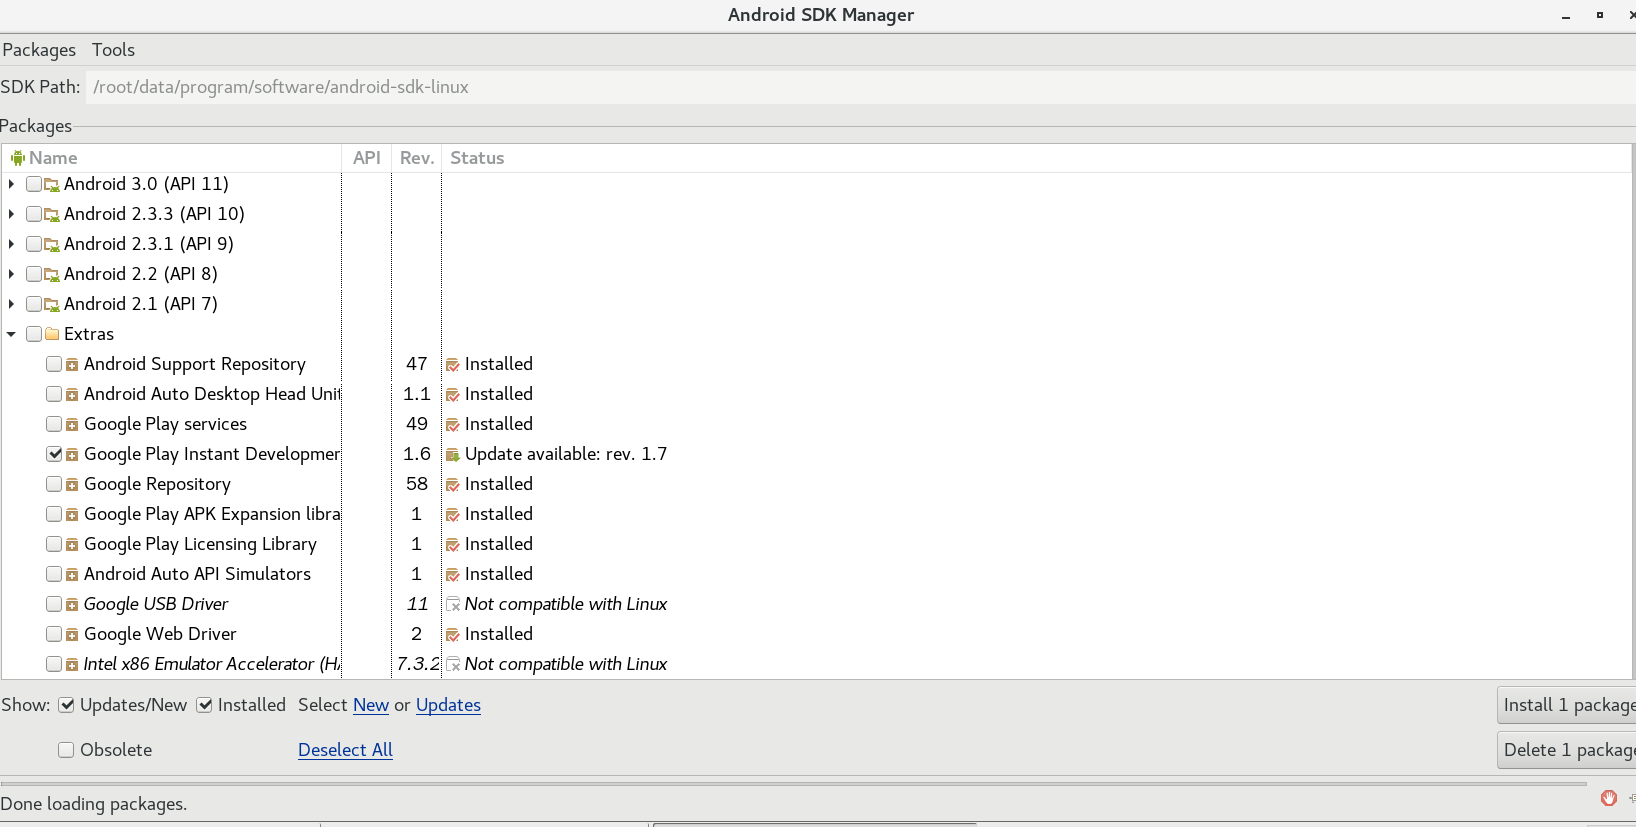 Android SDK Manager
Packages Tools
SDK Path: /root/data/program/software/android-sdk-linux
Packages
Name API Rev. Status
Android 3.0 (API 11)
Android 2.3.3 (API 10)
Android 2.3.1 (API 9)
Android 2.2 (API 8)
Android 2.1 (API 7)
Extras
Android Support Repository 47 Installed
Android Auto Desktop Head Unit 1.1 Installed
Google Play services 49 Installed
Google Play Instant Developmen 1.6 Update available: rev. 1.7
Google Repository 58 Installed
Google Play APK Expansion libra 1 Installed
Google Play Licensing Library 1 Installed
Android Auto API Simulators 1 Installed
Google USB Driver 11 Not compatible with Linux
Google Web Driver 2 Installed
Intel x86 Emulator Accelerator (HA 7.3.2 Not compatible with Linux
Show: Updates/New Installed Select New or Updates Install 1 package
Obsolete Deselect All Delete 1 package
Done loading packages.